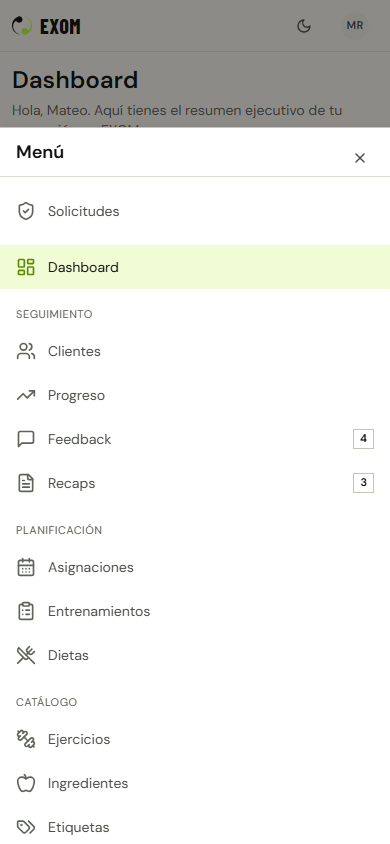 EXOM
MR
Dashboard
Hola, Mateo. Aquí tienes el resumen ejecutivo de tu
EXOM
Menú
Solicitudes
Dashboard
SEGUIMIENTO
Clientes
Progreso
Feedback 4
Recaps 3
PLANIFICACIÓN
Asignaciones
Entrenamientos
Dietas
CATÁLOGO
Ejercicios
Ingredientes
Etiquetas